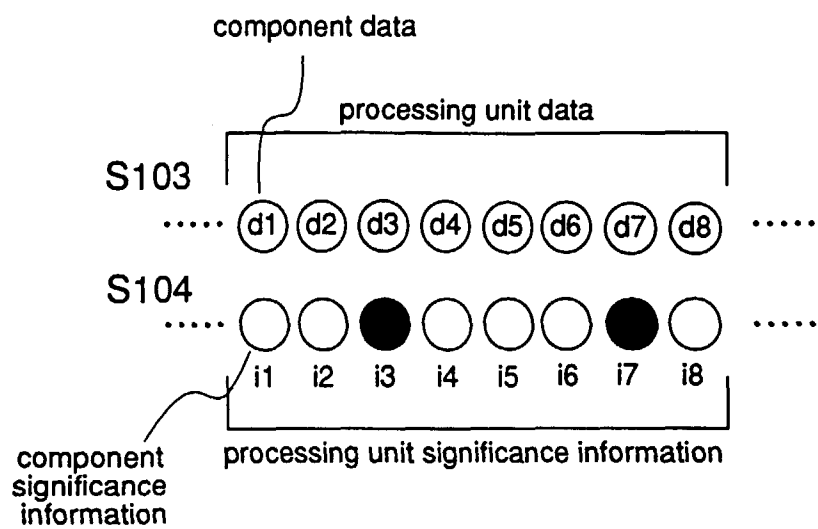 component data
processing unit data
S103
..... d1 d2 d3 d4 d5 d6 d7 d8 .....
S104
..... .....
i1 i2 i3 i4 i5 i6 i7 i8
processing unit significance information
component
significance
information